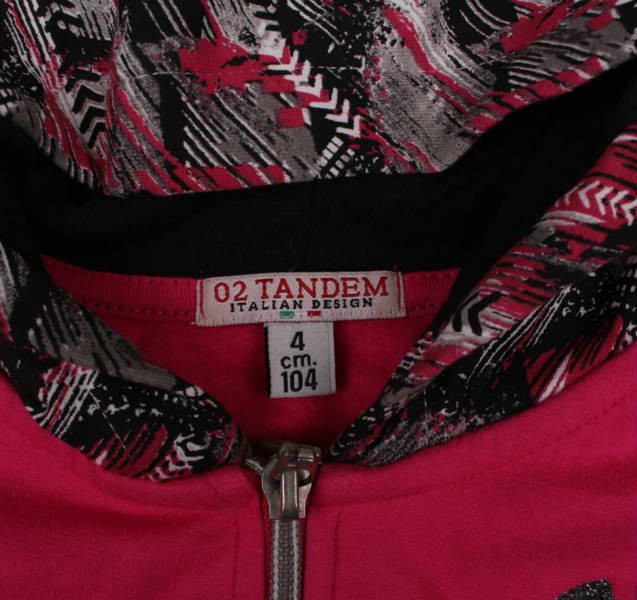 02 TANDEM
ITALIAN DESIGN
4
cm.
104